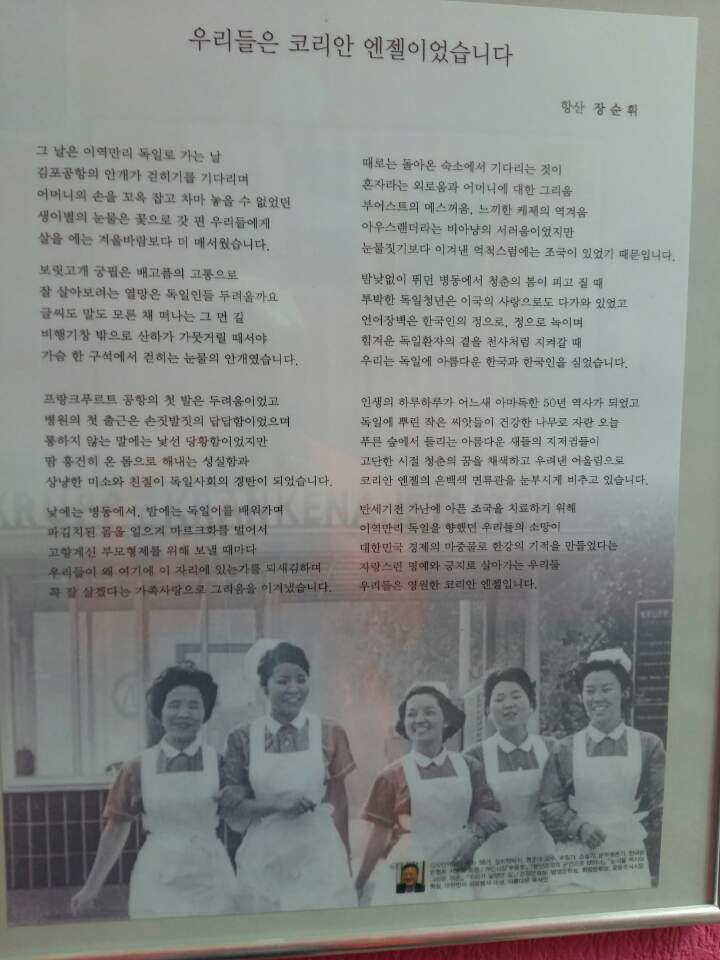 우리들은 코리안 엔젤이었습니다
항산 장순휘
그 날은 이역만리 독일로 가는 날
김포공항의 안개가 걷히기를 기다리며
어머니의 손을 꼬옥 잡고 차마 놓을 수 없었던
생이별의 눈물은 꽃으로 갓 핀 우리들에게
살을 에는 겨울바람보다 더 매서웠습니다.
보릿고개 궁핍은 배고픔의 고통으로
잘 살아보려는 열망은 독일인들 두려울까요
글씨도 말도 모른 채 떠나는 그 먼 길
비행기창 밖으로 산하가 가뭇거릴 때서야
가슴 한 구석에서 걷히는 눈물의 안개였습니다.
프랑크푸르트 공항의 첫 발은 두려움이었고
병원의 첫 출근은 손짓발짓의 답답함이었으며
통하지 않는 말에는 낯선 당황함이었지만
땀 흥건히 온 몸으로 해내는 성실함과
상냥한 미소와 친절이 독일사회의 경탄이 되었습니다.
낮에는 병동에서, 밤에는 독일어를 배워가며
파김치된 몸을 일으켜 마르크화를 벌어서
고향계신 부모형제를 위해 보낼 때마다
우리들이 왜 여기에 이 자리에 있는가를 되새김하며
꼭 잘 살겠다는 가족사랑으로 그리움을 이겨냈습니다.
때로는 돌아온 숙소에서 기다리는 것이
혼자라는 외로움과 어머니에 대한 그리움
부어스트의 메스꺼움, 느끼한 케제의 역겨움
아우스랜더라는 비아냥의 서러움이었지만
눈물짓기보다 이겨낸 억척스럼에는 조국이 있었기 때문입니다.
밤낮없이 뛰던 병동에서 청춘의 봄이 피고 질 때
투박한 독일청년은 이국의 사랑으로도 다가와 있었고
언어장벽은 한국인의 정으로, 정으로 녹이며
힘겨운 독일환자의 곁을 천사처럼 지켜갈 때
우리는 독일에 아름다운 한국과 한국인을 심었습니다.
인생의 하루하루가 어느새 아마득한 50년 역사가 되었고
독일에 뿌린 작은 씨앗들이 건강한 나무로 자란 오늘
푸른 숲에서 들리는 아름다운 새들의 지저귐들이
고단한 시절 청춘의 꿈을 채색하고 우려낸 어울림으로
코리안 엔젤의 은백색 면류관을 눈부시게 비추고 있습니다.
반세기전 가난에 아픈 조국을 치료하기 위해
이역만리 독일을 향했던 우리들의 소망이
대한민국 경제의 마중물로 한강의 기적을 만들었다는
자랑스런 명예와 긍지로 살아가는 우리들
우리들은 영원한 코리안 엔젤입니다.